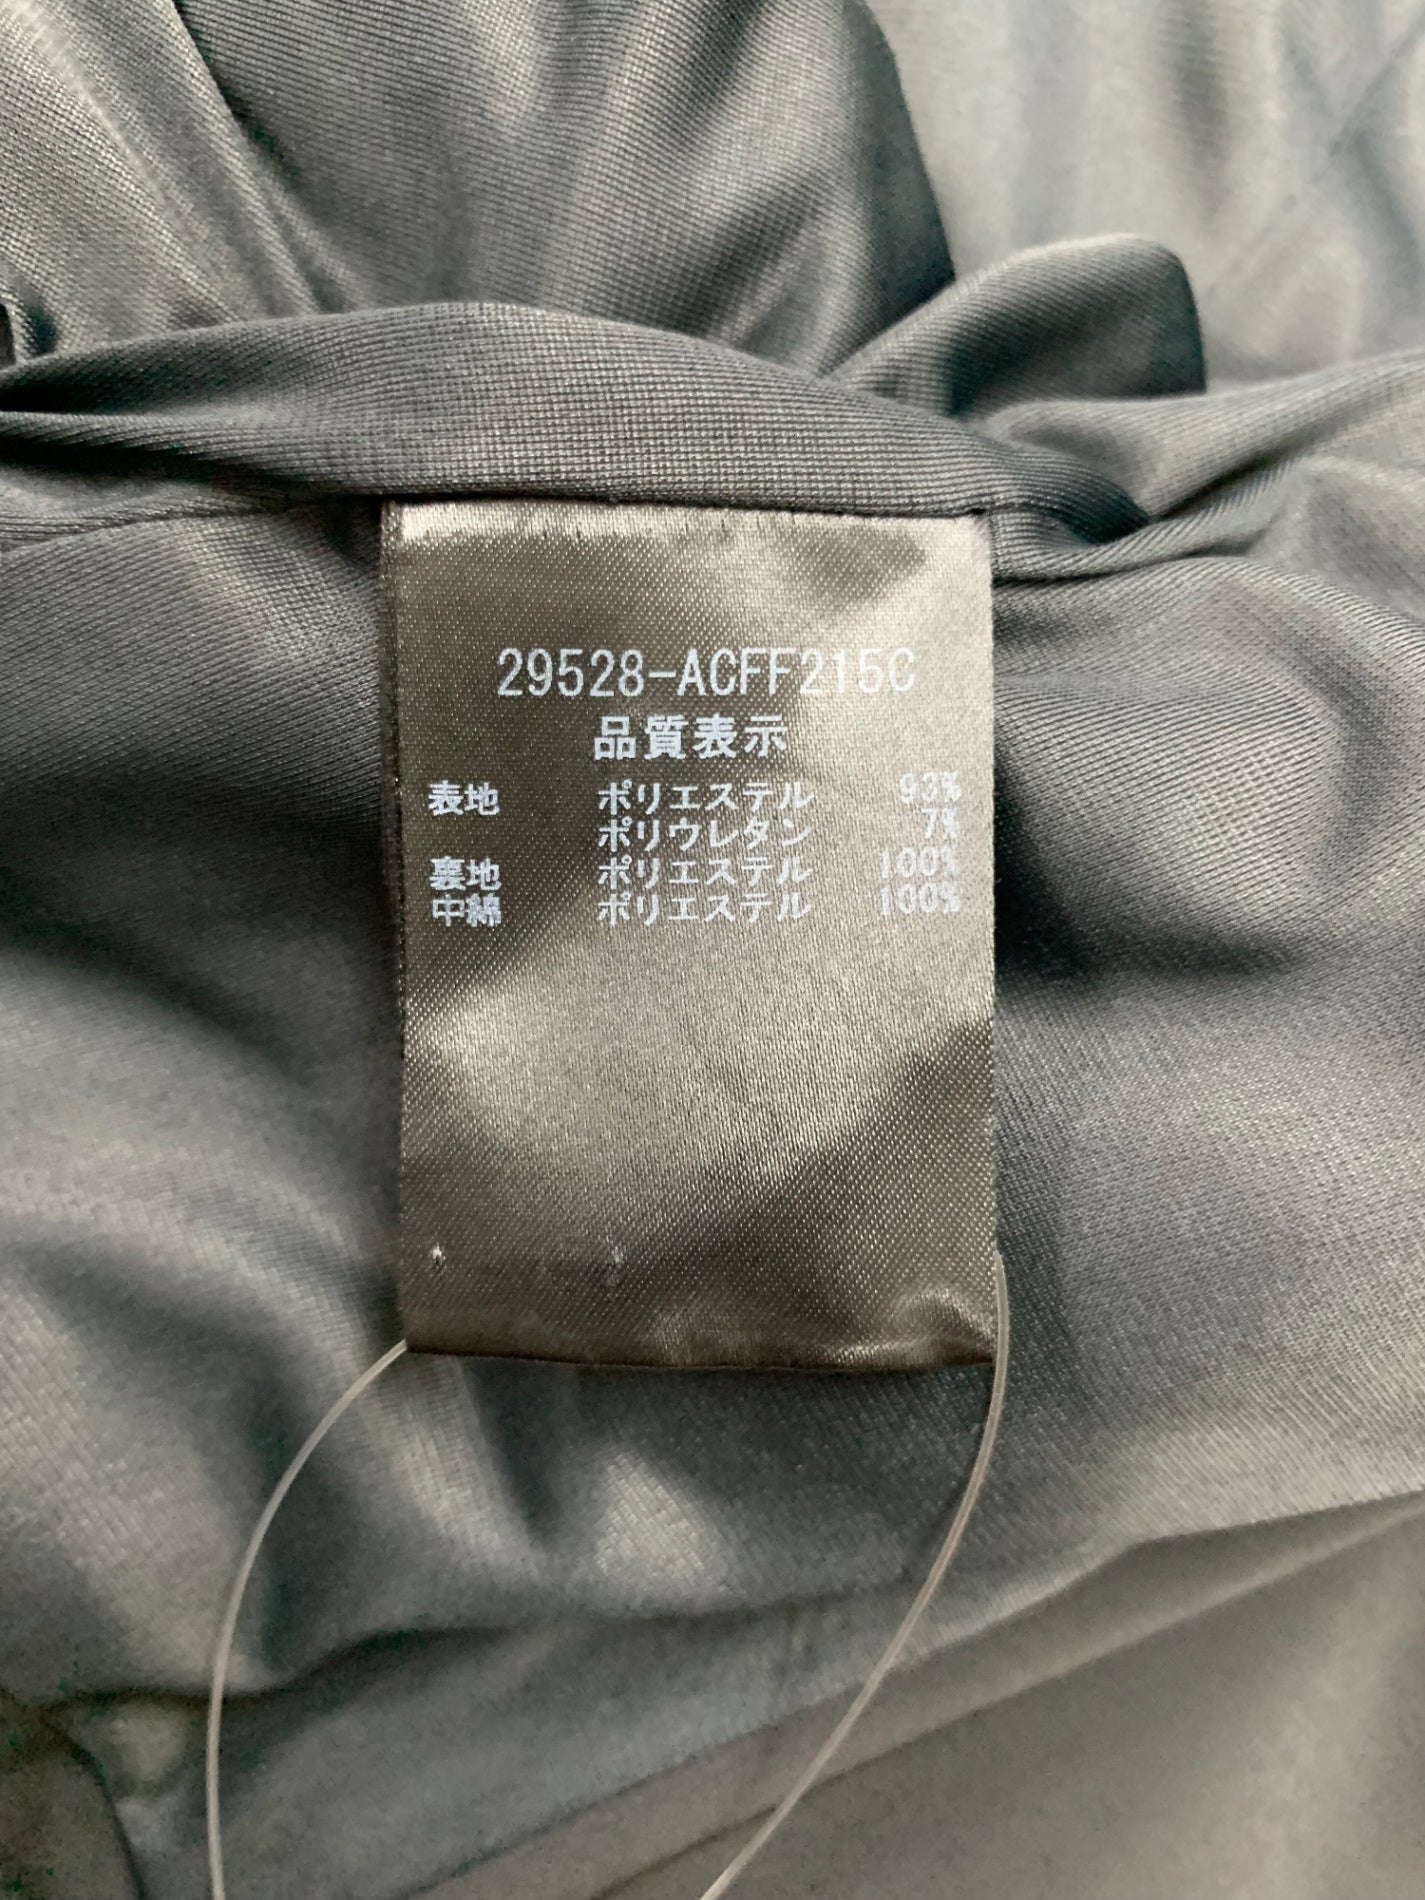 29528-ACFF215C
品質表示
表地 ポリエステル 93%
ポリウレタン 7%
裏地 ポリエステル 100%
中綿 ポリエステル 100%